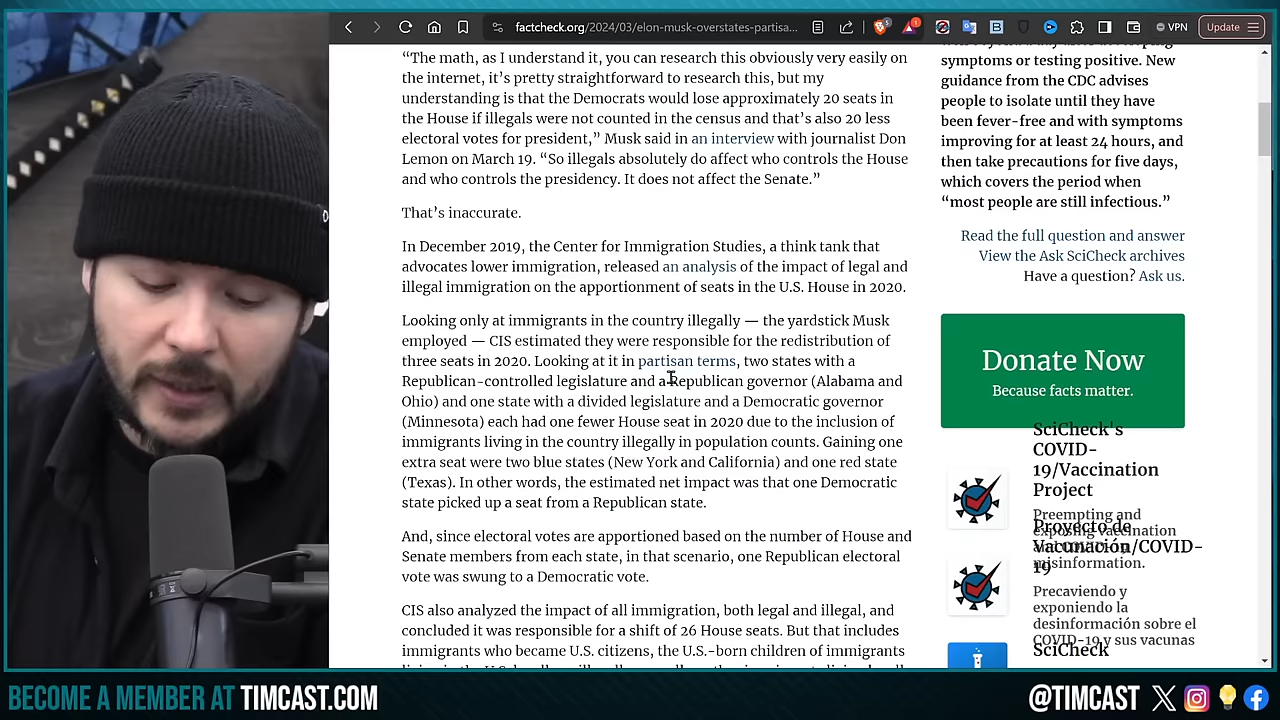 factcheck.org/2024/03/elon-musk-overstates-partisa...
VPN
Update
“The math, as I understand it, you can research this obviously very easily on
the internet, it’s pretty straightforward to research this, but my
understanding is that the Democrats would lose approximately 20 seats in
the House if illegals were not counted in the census and that’s also 20 less
electoral votes for president,” Musk said in an interview with journalist Don
Lemon on March 19. “So illegals absolutely do affect who controls the House
and who controls the presidency. It does not affect the Senate.”
That’s inaccurate.
In December 2019, the Center for Immigration Studies, a think tank that
advocates lower immigration, released an analysis of the impact of legal and
illegal immigration on the apportionment of seats in the U.S. House in 2020.
Looking only at immigrants in the country illegally — the yardstick Musk
employed — CIS estimated they were responsible for the redistribution of
three seats in 2020. Looking at it in partisan terms, two states with a
Republican-controlled legislature and a Republican governor (Alabama and
Ohio) and one state with a divided legislature and a Democratic governor
(Minnesota) each had one fewer House seat in 2020 due to the inclusion of
immigrants living in the country illegally in population counts. Gaining one
extra seat were two blue states (New York and California) and one red state
(Texas). In other words, the estimated net impact was that one Democratic
state picked up a seat from a Republican state.
And, since electoral votes are apportioned based on the number of House and
Senate members from each state, in that scenario, one Republican electoral
vote was swung to a Democratic vote.
CIS also analyzed the impact of all immigration, both legal and illegal, and
concluded it was responsible for a shift of 26 House seats. But that includes
immigrants who became U.S. citizens, the U.S.-born children of immigrants
symptoms or testing positive. New
guidance from the CDC advises
people to isolate until they have
been fever-free and with symptoms
improving for at least 24 hours, and
then take precautions for five days,
which covers the period when
“most people are still infectious.”
Read the full question and answer
View the Ask SciCheck archives
Have a question? Ask us.
Donate Now
Because facts matter.
SciCheck's
COVID-
19/Vaccination
Project
Preempting and
exposing vaccination
and COVID-19
misinformation.
Proyecto de
Vacunación/COVID-
19
Precaviendo y
exponiendo la
desinformación sobre el
COVID-19 y sus vacunas
SciCheck
BECOME A MEMBER AT TIMCAST.COM
@TIMCAST